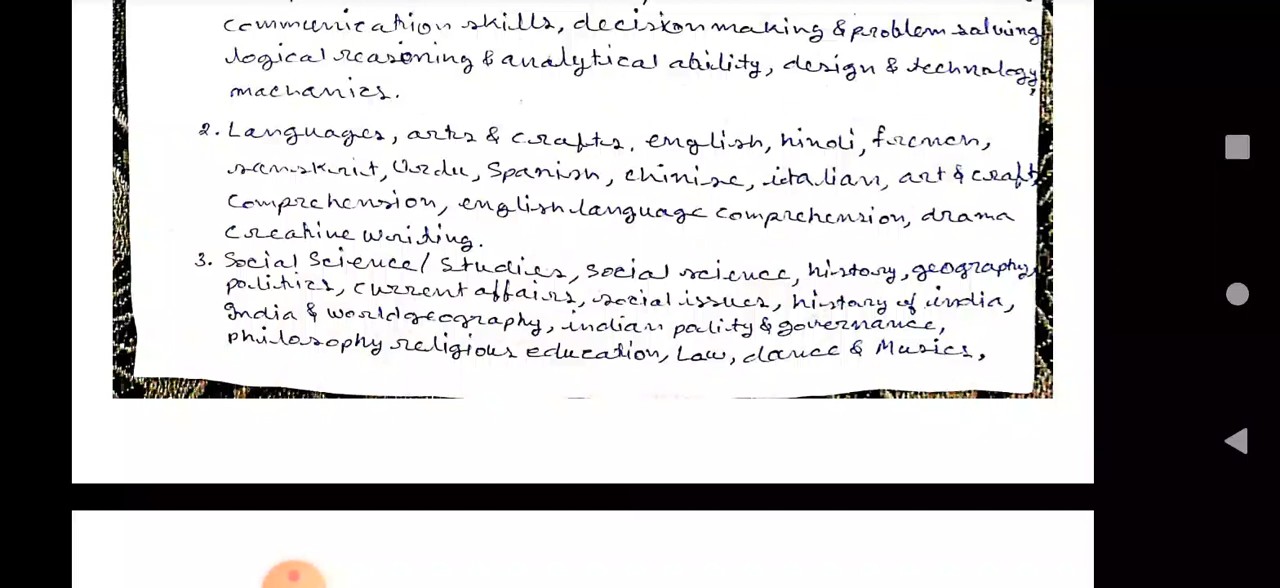 communication skills, decision making & problem salving
logical reasoning & analytical ability, design & technology,
machanics.
2. Languages, arts & crafts, english, hindi, french,
sanskrit, Urdu, Spanish, chinise, italian, art & craft,
Comprehension, english language comprehension, drama
Creative writing.
3. Social Science/ Studies, social science, history, geography,
politics, current affairs, social issues, history of india,
India & world geography, indian polity & governance,
philosophy religious education, Law, dance & Musics,